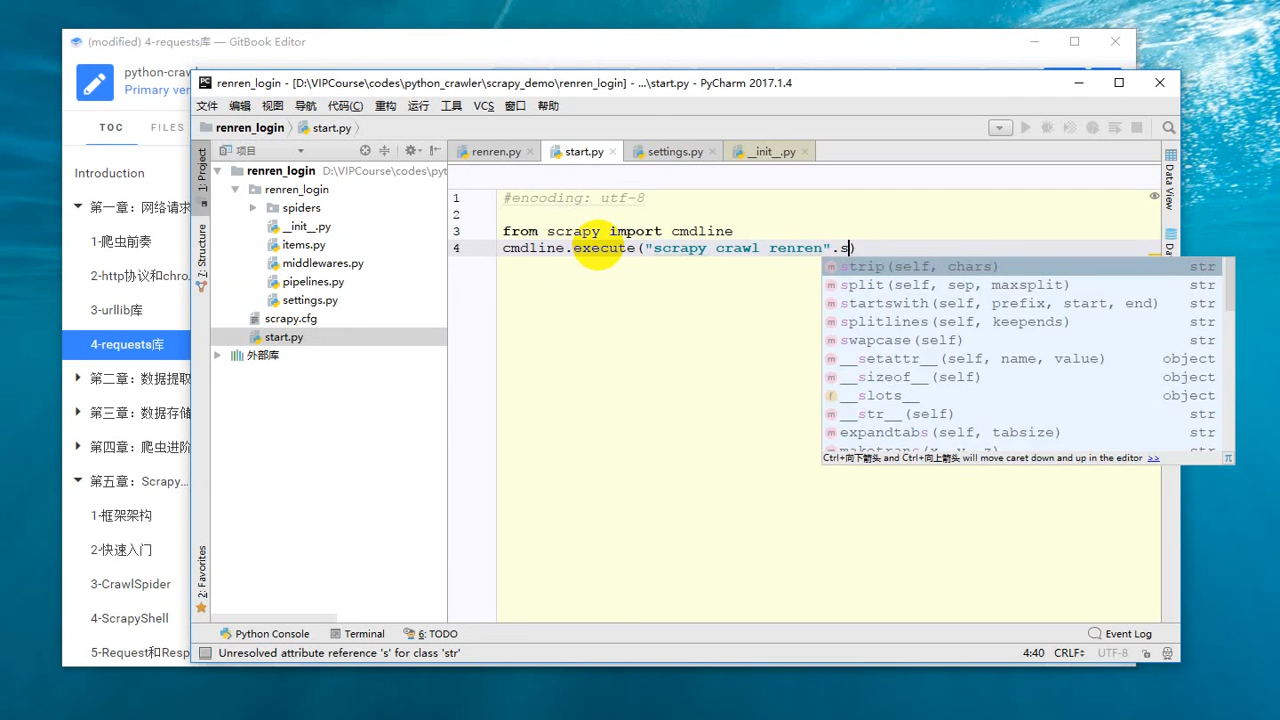 (modified) 4-requests库 — GitBook Editor
python-craw
Primary ver
TOC FILES
Introduction
第一章：网络请求
1-爬虫前奏
2-http协议和chro..
3-urllib库
4-requests库
第二章：数据提取
第三章：数据存储
第四章：爬虫进阶
第五章：Scrapy...
1-框架架构
2-快速入门
3-CrawlSpider
4-ScrapyShell
5-Request和Resp
renren_login - [D:\VIPCourse\codes\python_crawler\scrapy_demo\renren_login] - ...\start.py - PyCharm 2017.1.4
文件 编辑 视图 导航 代码(C) 重构 运行 工具 VCS 窗口 帮助
renren_login start.py
项目
renren.py start.py settings.py __init__.py
1: Project
Structure
2: Favorites
renren_login D:\VIPCourse\codes\pyt
renren_login
spiders
__init__.py
items.py
middlewares.py
pipelines.py
settings.py
scrapy.cfg
start.py
外部库
1 #encoding: utf-8
2
3 from scrapy import cmdline
4 cmdline.execute("scrapy crawl renren".s)
strip(self, chars) str
split(self, sep, maxsplit) str
startswith(self, prefix, start, end) str
splitlines(self, keepends) str
swapcase(self) str
__setattr__(self, name, value) object
__sizeof__(self) object
__slots__ object
__str__(self) str
expandtabs(self, tabsize) str
maketrans(x, y, z) str
Ctrl+向下箭头 and Ctrl+向上箭头 will move caret down and up in the editor >>
Data View
Da
Python Console Terminal 6: TODO Event Log
Unresolved attribute reference 's' for class 'str' 4:40 CRLF UTF-8